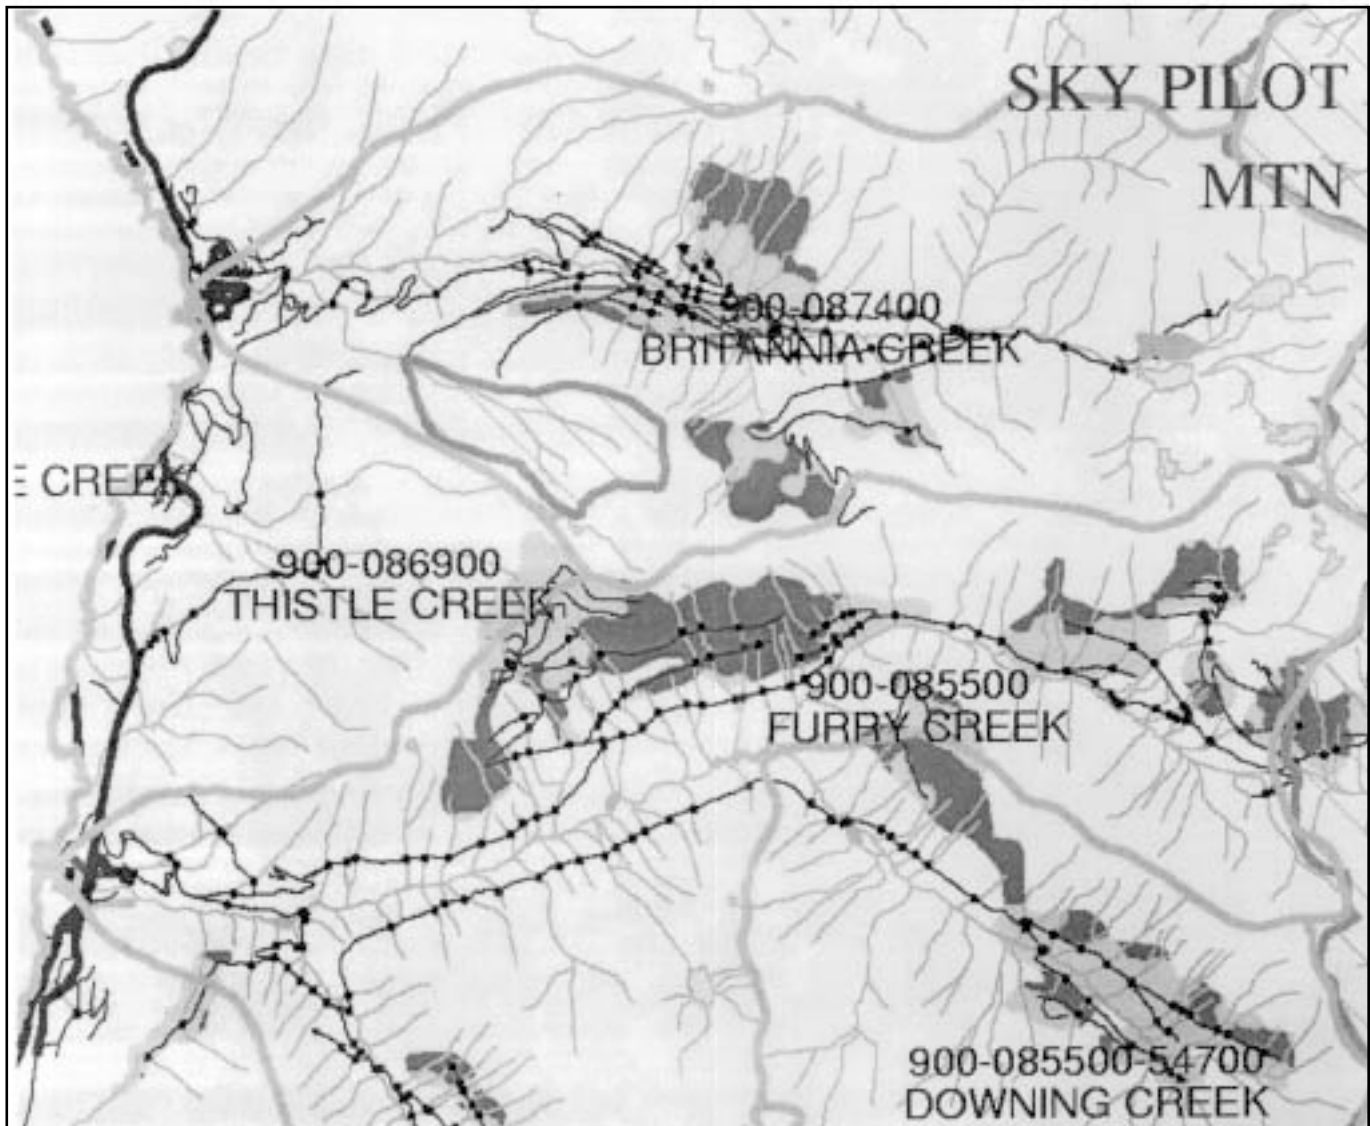 SKY PILOT
MTN
900-087400
BRITANNIA CREEK
E CREEK
900-086900
THISTLE CREEK
900-085500
FURRY CREEK
900-085500-54700
DOWNING CREEK